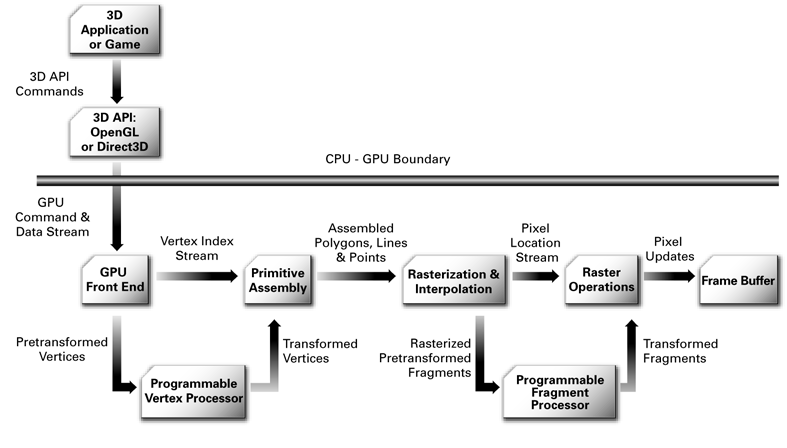 3D
Application
or Game
3D API
Commands
3D API:
OpenGL
or Direct3D
CPU - GPU Boundary
GPU
Command &
Data Stream
Vertex Index
Stream
Assembled
Polygons, Lines
& Points
Pixel
Location
Stream
Pixel
Updates
GPU
Front End
Primitive
Assembly
Rasterization &
Interpolation
Raster
Operations
Frame Buffer
Pretransformed
Vertices
Transformed
Vertices
Rasterized
Pretransformed
Fragments
Transformed
Fragments
Programmable
Vertex Processor
Programmable
Fragment
Processor